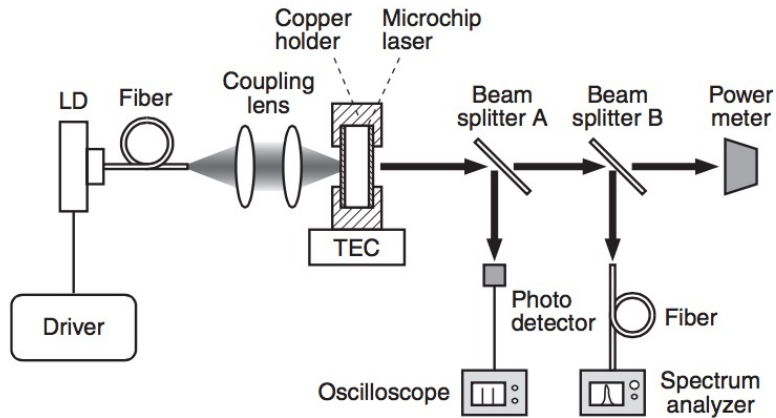 Copper
holder
Microchip
laser
LD
Fiber
Coupling
lens
Beam
splitter A
Beam
splitter B
Power
meter
TEC
Driver
Photo
detector
Fiber
Oscilloscope
Spectrum
analyzer